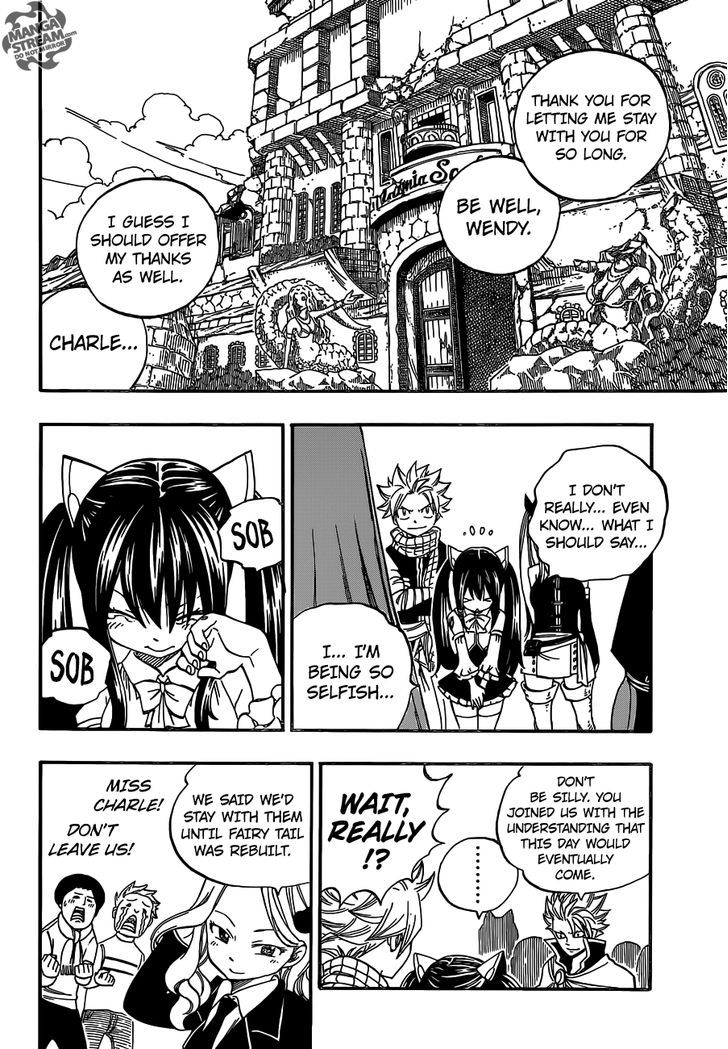 MANGA
STREAM.com
DO NOT MIRROR
THANK YOU FOR
LETTING ME STAY
WITH YOU FOR
SO LONG.
BE WELL,
WENDY.
I GUESS I
SHOULD OFFER
MY THANKS
AS WELL.
CHARLE...
I DON'T
REALLY... EVEN
KNOW... WHAT I
SHOULD SAY...
I... I'M
BEING SO
SELFISH...
SOB
SOB
DON'T
BE SILLY. YOU
JOINED US WITH THE
UNDERSTANDING THAT
THIS DAY WOULD
EVENTUALLY
COME.
.......
WAIT,
REALLY
!?
WE SAID WE'D
STAY WITH THEM
UNTIL FAIRY TAIL
WAS REBUILT.
MISS
CHARLE!
DON'T
LEAVE US!